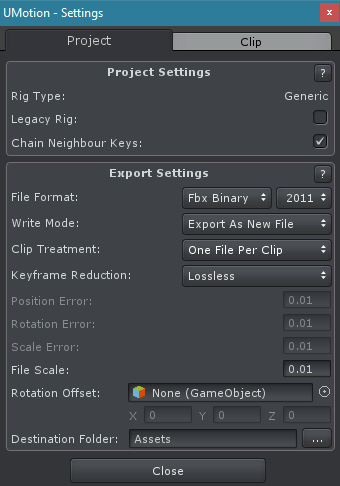 UMotion - Settings x
Project Clip
Project Settings ?
Rig Type: Generic
Legacy Rig:
Chain Neighbour Keys:
Export Settings ?
File Format: Fbx Binary 2011
Write Mode: Export As New File
Clip Treatment: One File Per Clip
Keyframe Reduction: Lossless
Position Error: 0.01
Rotation Error: 0.01
Scale Error: 0.01
File Scale: 0.01
Rotation Offset: None (GameObject)
X 0 Y 0 Z 0
Destination Folder: Assets ...
Close